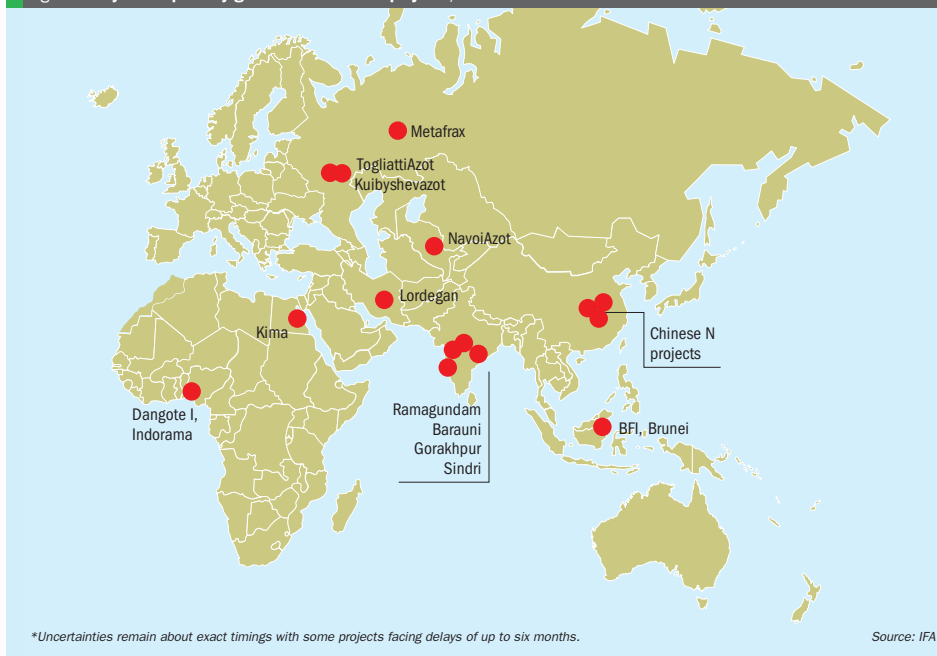 Metafrax
TogliattiAzot
Kuibyshevazot
NavoiAzot
Lordegan
Kima
Chinese N
projects
Dangote I,
Indorama
Ramagundam
Barauni
Gorakhpur
Sindri
BFI, Brunei
*Uncertainties remain about exact timings with some projects facing delays of up to six months.
Source: IFA